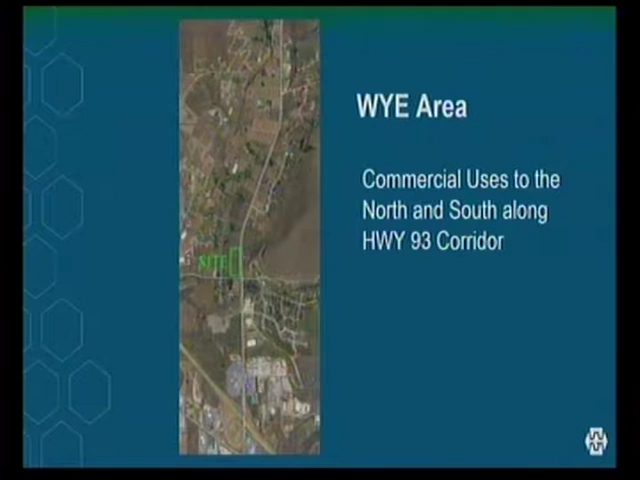 WYE Area
Commercial Uses to the
North and South along
HWY 93 Corridor
SITE